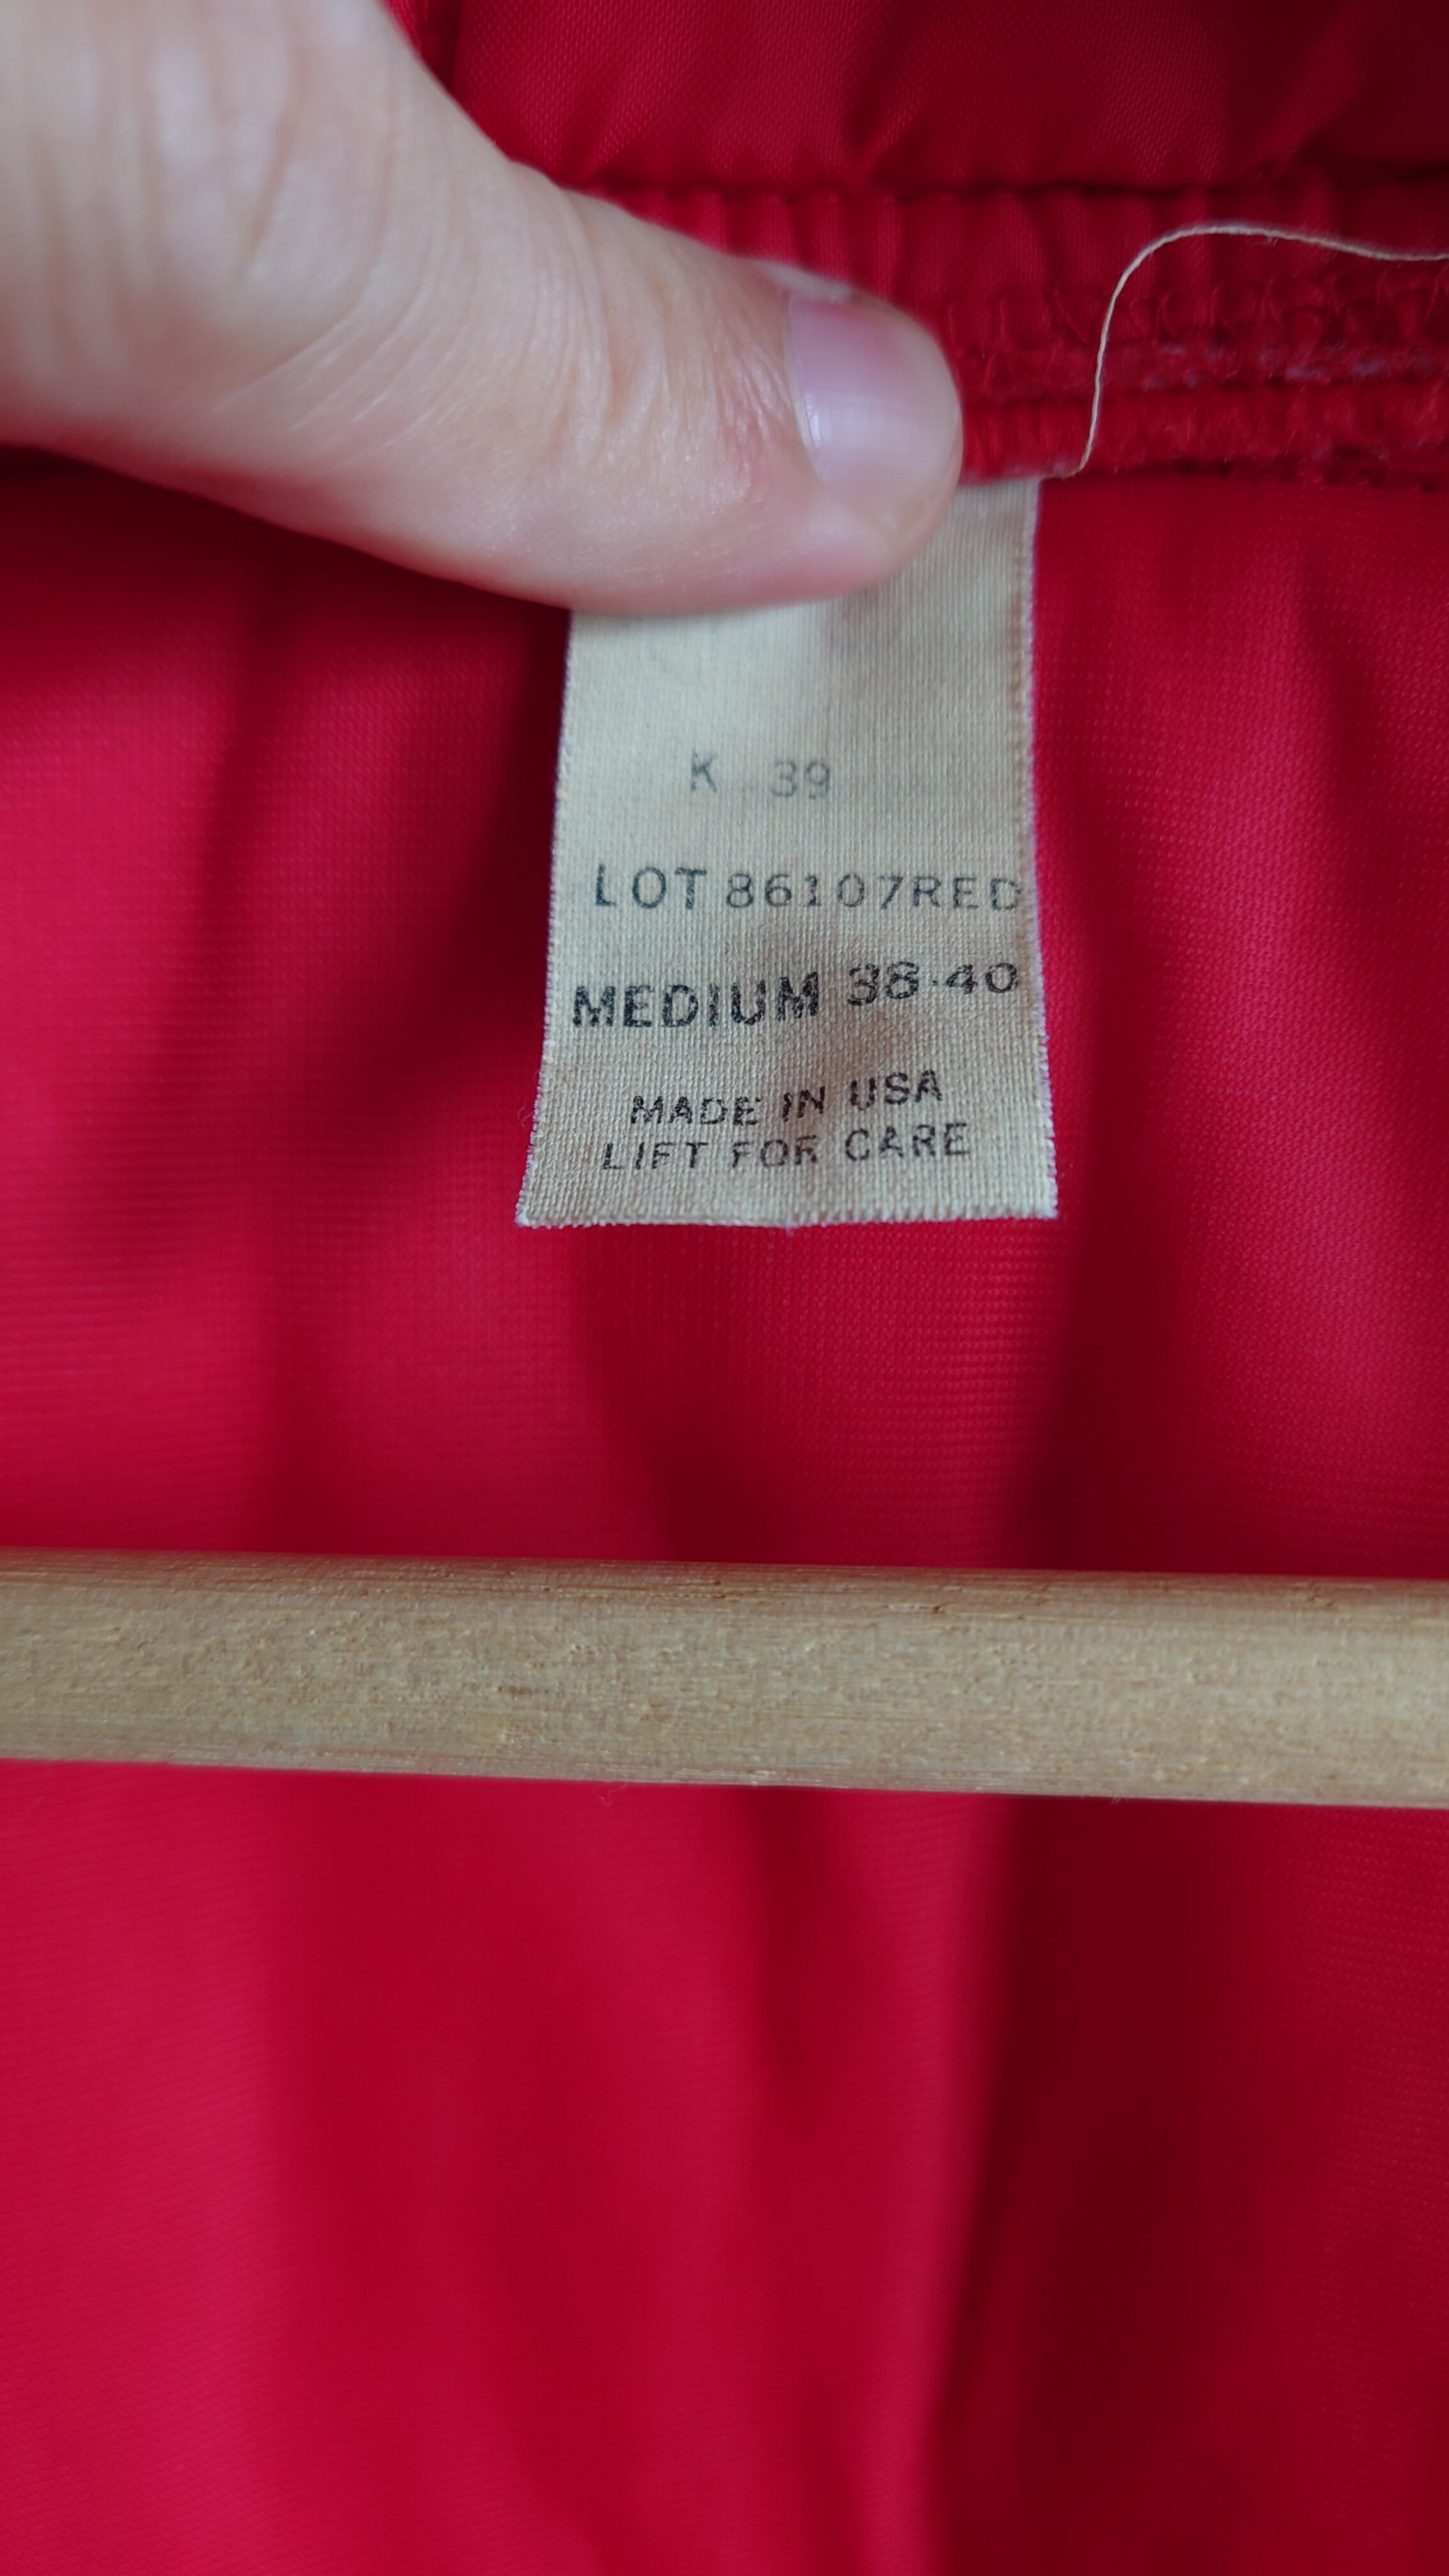 K 39
LOT 86107RED
MEDIUM 38-40
MADE IN USA
LIFT FOR CARE